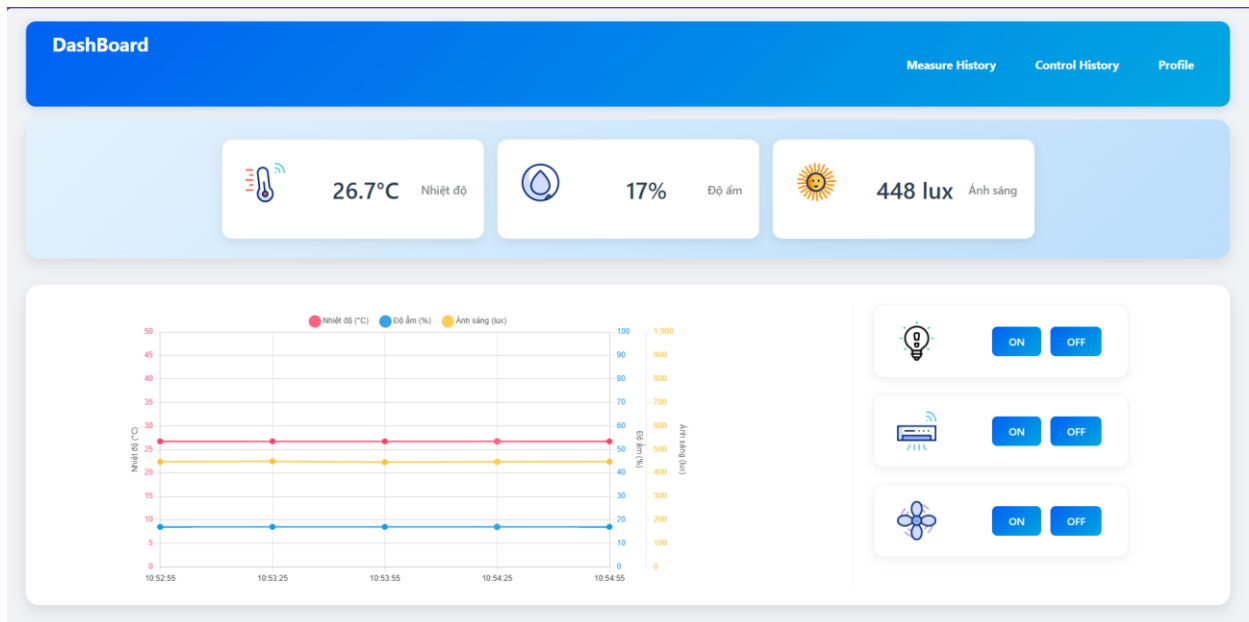 DashBoard
Measure History Control History Profile
26.7°C Nhiệt độ
17% Độ ẩm
448 lux Ánh sáng
Nhiệt độ (°C) Độ ẩm (%) Ánh sáng (lux)
50 100 1,000
45 90 900
40 80 800
35 70 700
30 60 600
25 50 500
20 40 400
15 30 300
10 20 200
5 10 100
0 0 0
Nhiệt độ (°C)
Độ ẩm (%)
Ánh sáng (lux)
10:52:55 10:53:25 10:53:55 10:54:25 10:54:55
ON OFF
ON OFF
ON OFF